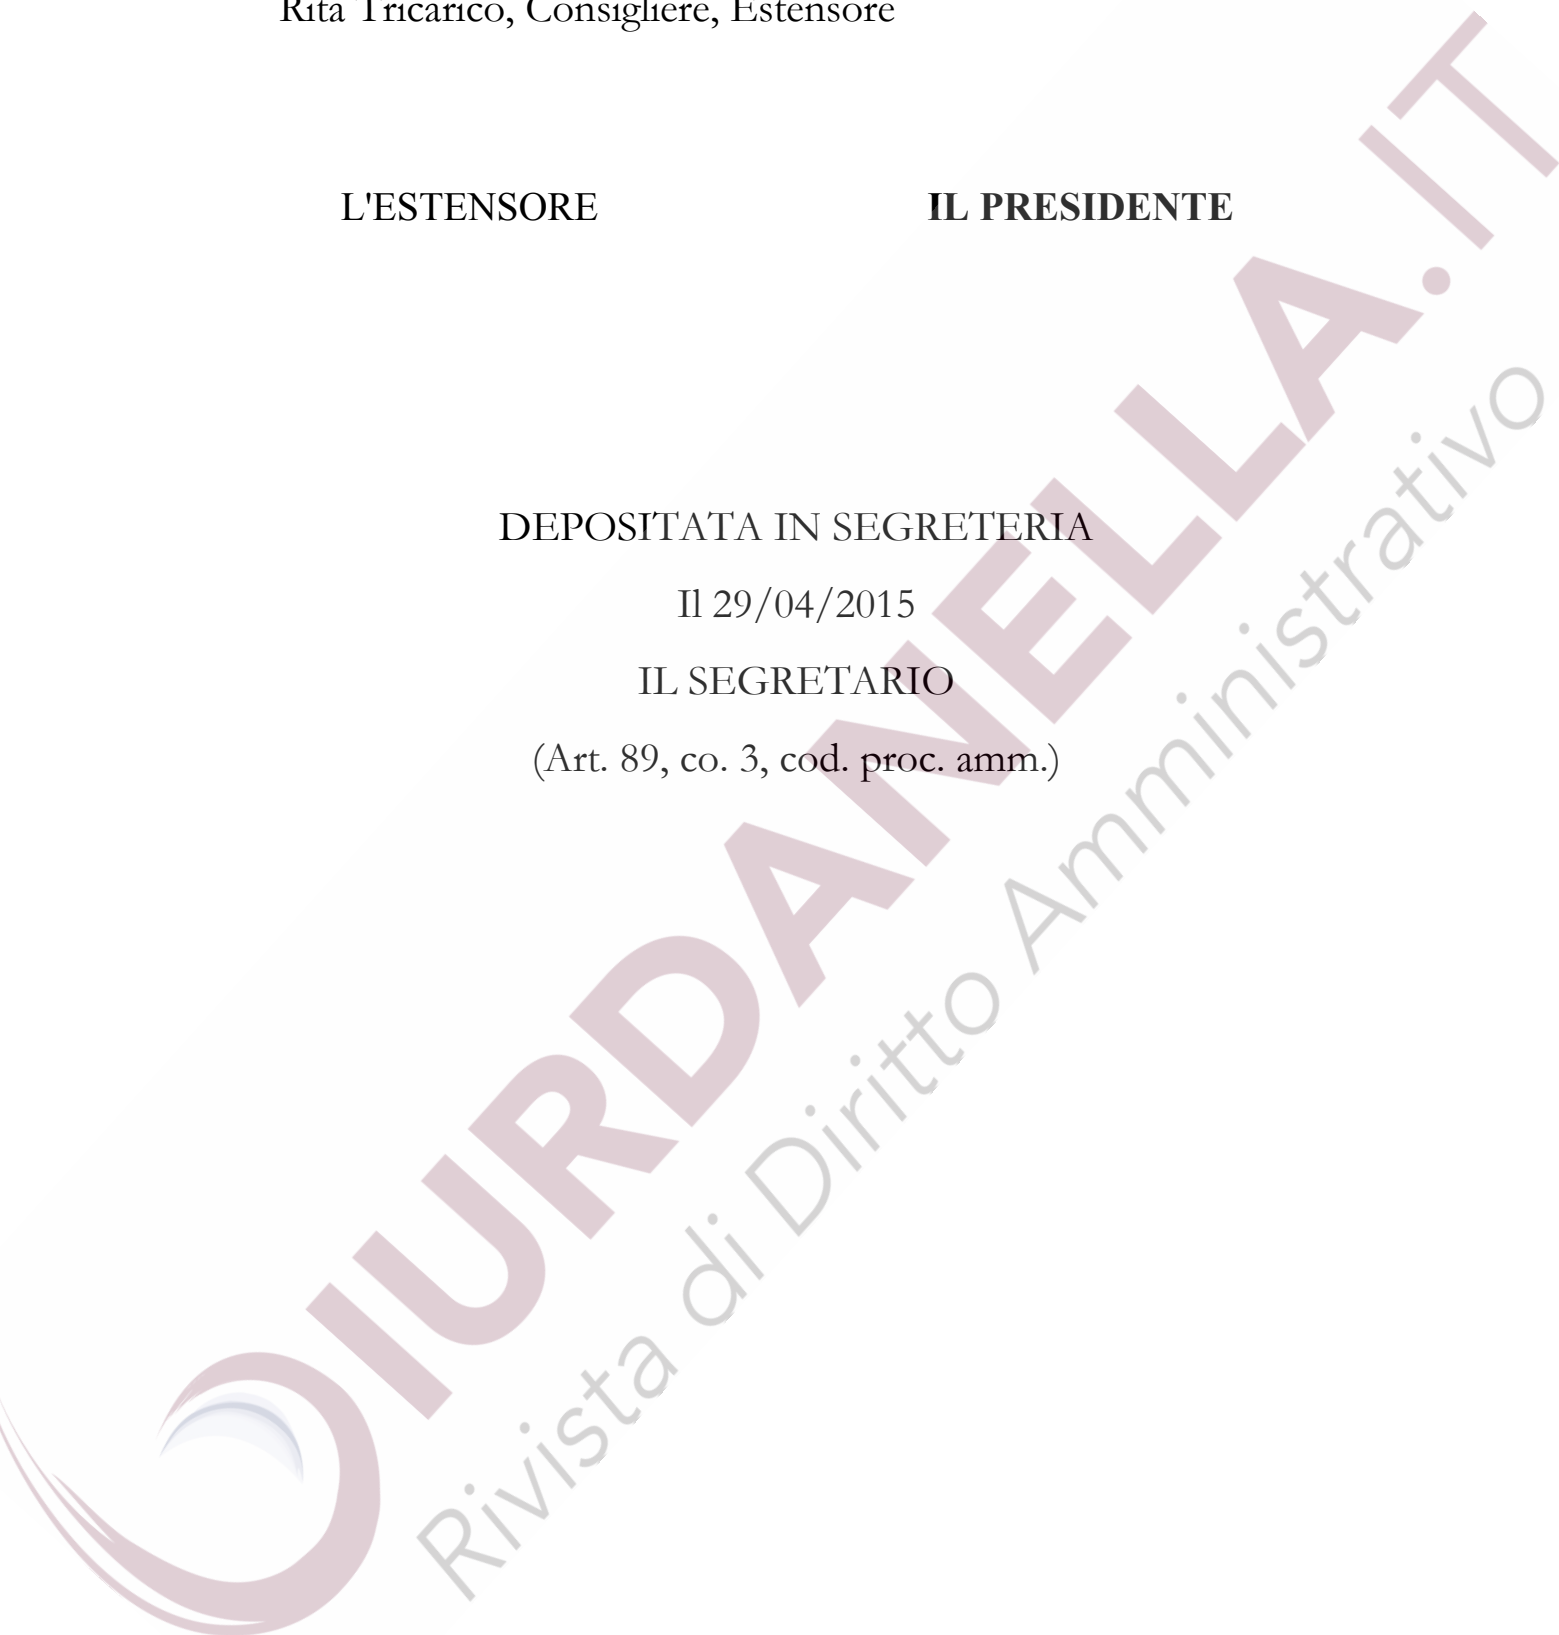 Rita Tricarico, Consigliere, Estensore
L'ESTENSORE IL PRESIDENTE
DEPOSITATA IN SEGRETERIA
Il 29/04/2015
IL SEGRETARIO
(Art. 89, co. 3, cod. proc. amm.)
IURDANELLA.IT
Rivista di Diritto Amministrativo